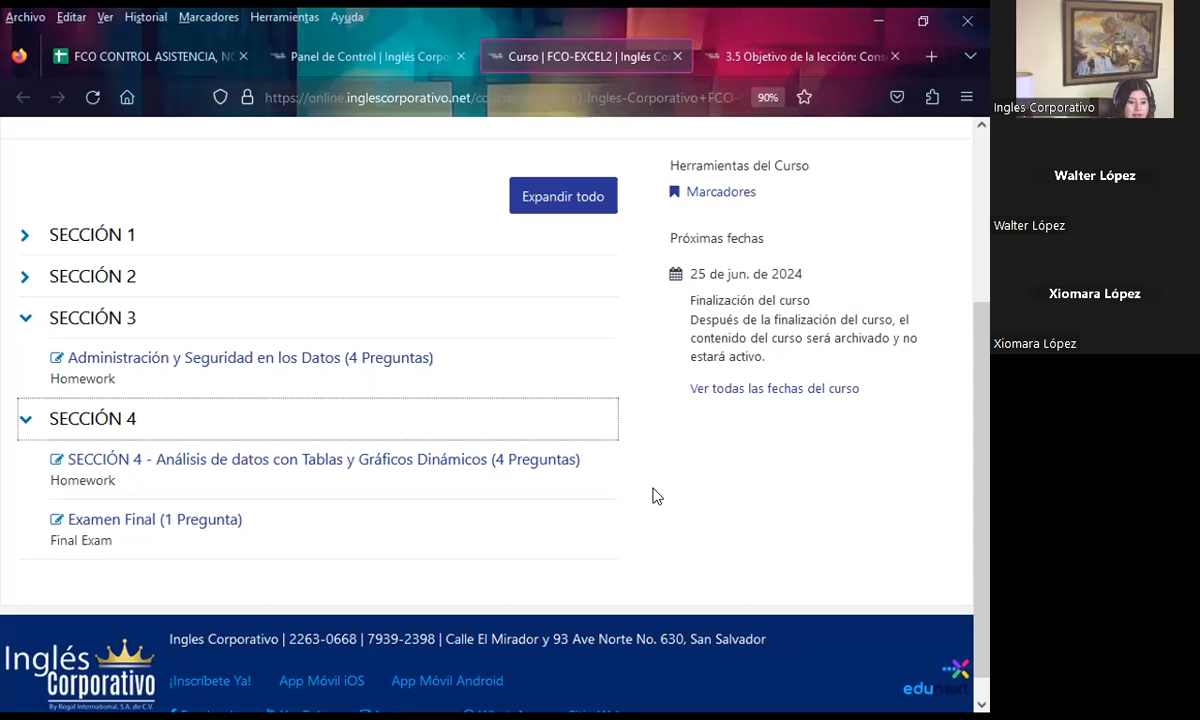 Archivo Editar Ver Historial Marcadores Herramientas Ayuda
FCO CONTROL ASISTENCIA, NO
Panel de Control | Inglés Corpo
Curso | FCO-EXCEL2 | Inglés Co
3.5 Objetivo de la lección: Cons
https://online.inglescorporativo.net/
90%
Expandir todo
SECCIÓN 1
SECCIÓN 2
SECCIÓN 3
Administración y Seguridad en los Datos (4 Preguntas)
Homework
SECCIÓN 4
SECCIÓN 4 - Análisis de datos con Tablas y Gráficos Dinámicos (4 Preguntas)
Homework
Examen Final (1 Pregunta)
Final Exam
Herramientas del Curso
Marcadores
Próximas fechas
25 de jun. de 2024
Finalización del curso
Después de la finalización del curso, el
contenido del curso será archivado y no
estará activo.
Ver todas las fechas del curso
Inglés
Corporativo
By Regal International, S.A. de C.V.
Ingles Corporativo | 2263-0668 | 7939-2398 | Calle El Mirador y 93 Ave Norte No. 630, San Salvador
¡Inscríbete Ya! App Móvil iOS App Móvil Android
edunext
Ingles Corporativo
Walter López
Walter López
Xiomara López
Xiomara López